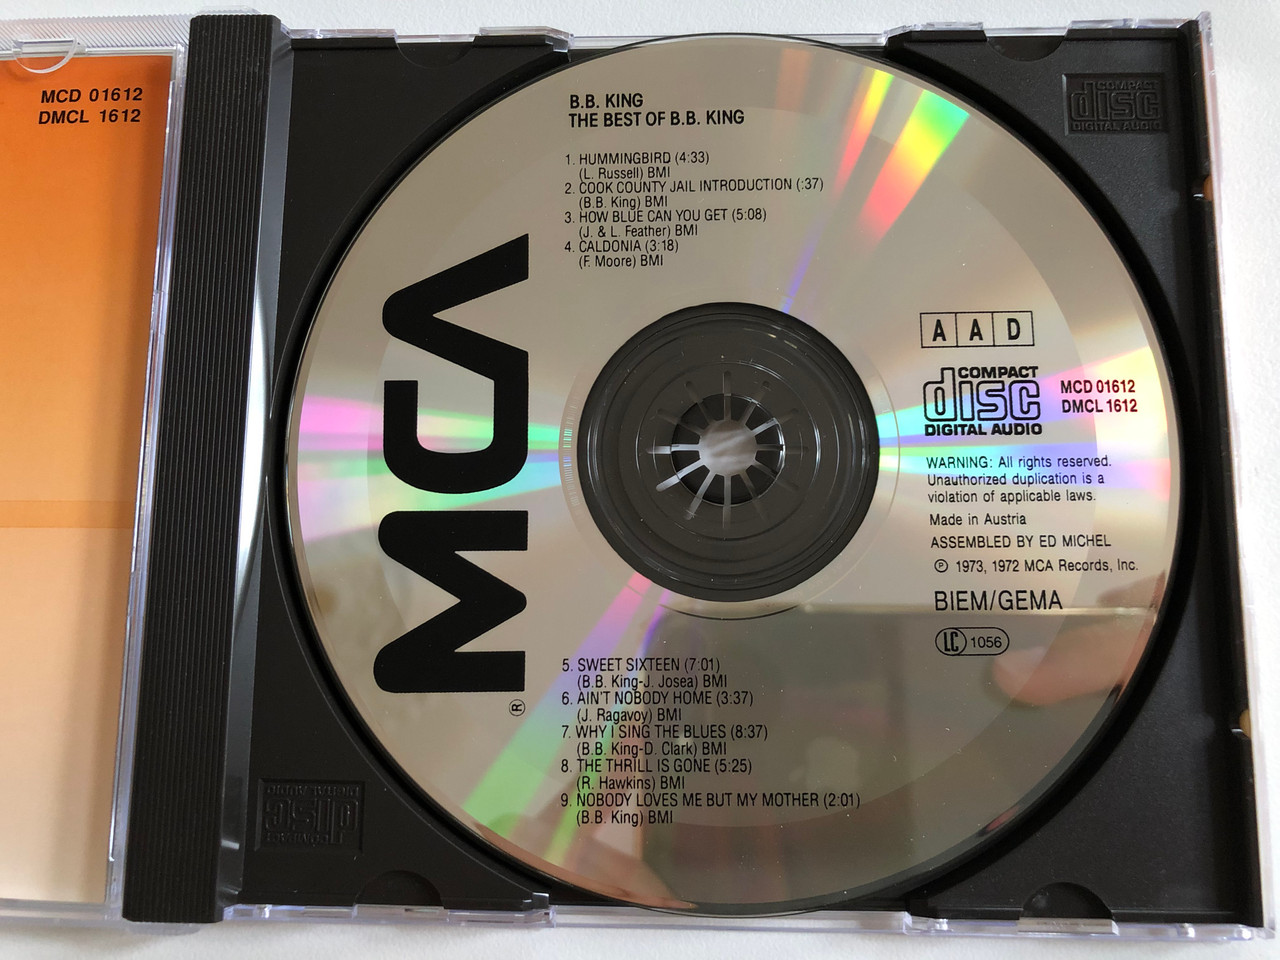 MCD 01612
DMCL 1612
B.B. KING
THE BEST OF B.B. KING
1. HUMMINGBIRD (4:33)
(L. Russell) BMI
2. COOK COUNTY JAIL INTRODUCTION (:37)
(B.B. King) BMI
3. HOW BLUE CAN YOU GET (5:08)
(J. & L. Feather) BMI
4. CALDONIA (3:18)
(F. Moore) BMI
MCA
®
AAD
COMPACT
disc
DIGITAL AUDIO
MCD 01612
DMCL 1612
WARNING: All rights reserved.
Unauthorized duplication is a
violation of applicable laws.
Made in Austria
ASSEMBLED BY ED MICHEL
℗ 1973, 1972 MCA Records, Inc.
BIEM/GEMA
LC 1056
5. SWEET SIXTEEN (7:01)
(B.B. King-J. Josea) BMI
6. AIN'T NOBODY HOME (3:37)
(J. Ragavoy) BMI
7. WHY I SING THE BLUES (8:37)
(B.B. King-D. Clark) BMI
8. THE THRILL IS GONE (5:25)
(R. Hawkins) BMI
9. NOBODY LOVES ME BUT MY MOTHER (2:01)
(B.B. King) BMI
COMPACT
disc
DIGITAL AUDIO
COMPACT
disc
DIGITAL AUDIO